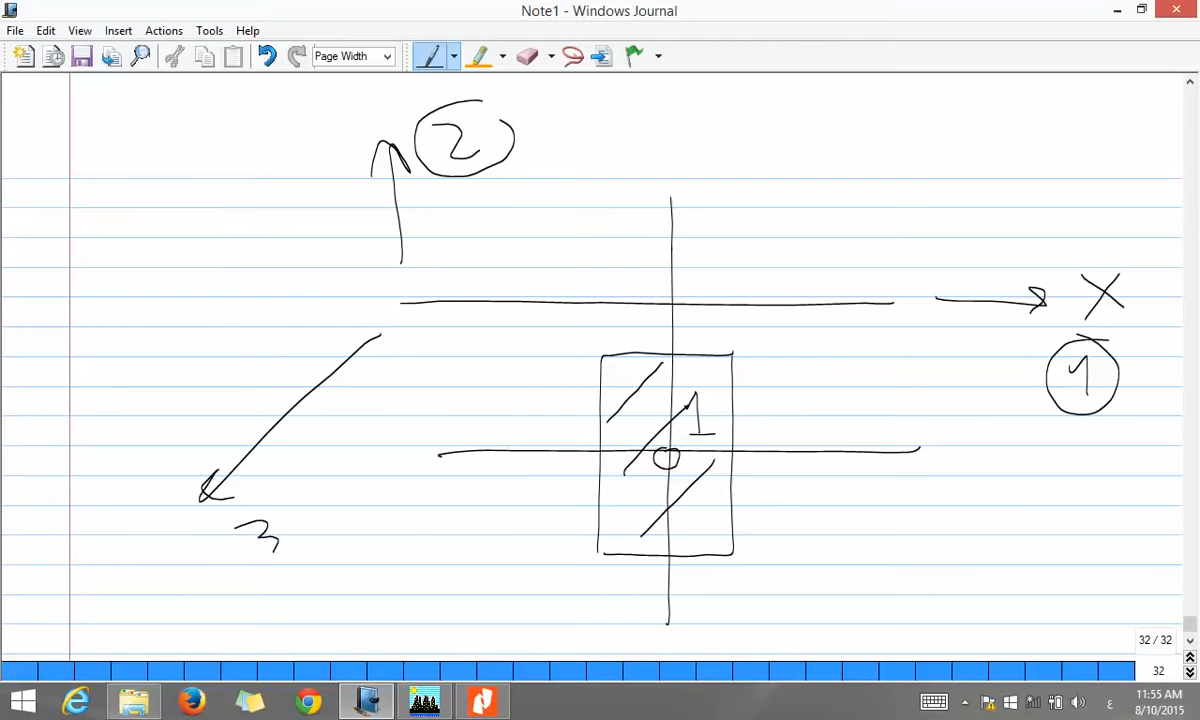 Note1 - Windows Journal
File Edit View Insert Actions Tools Help
Page Width
2
X
1
1
3
32 / 32
32
11:55 AM
ع 8/10/2015